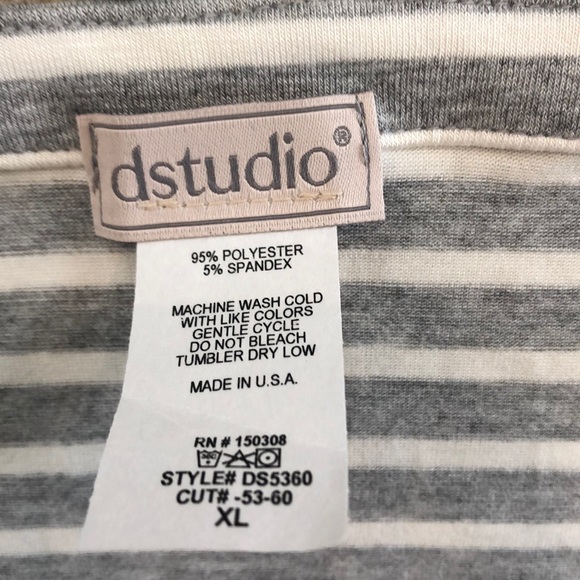 dstudio®
95% POLYESTER
5% SPANDEX
MACHINE WASH COLD
WITH LIKE COLORS
GENTLE CYCLE
DO NOT BLEACH
TUMBLER DRY LOW
MADE IN U.S.A.
RN # 150308
STYLE# DS5360
CUT# -53-60
XL